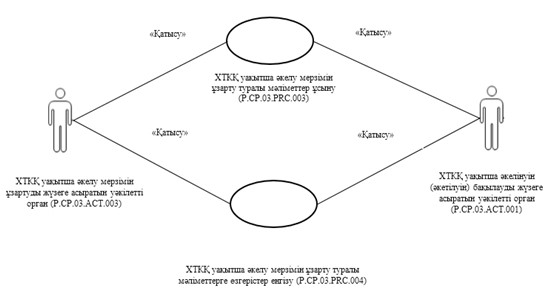 «Қатысу»
«Қатысу»
ХТКҚ уақытша әкелу мерзімін
ұзарту туралы мәліметтер ұсыну
(P.CP.03.PRC.003)
«Қатысу»
«Қатысу»
ХТКҚ уақытша әкелу мерзімін
ұзартуды жүзеге асыратын уәкілетті
орган (P.CP.03.ACT.003)
ХТКҚ уақытша әкелінуін
(әкетілуін) бақылауды жүзеге
асыратын уәкілетті орган
(P.CP.03.ACT.001)
ХТКҚ уақытша әкелу мерзімін ұзарту туралы
мәліметтерге өзгерістер енгізу (P.CP.03.PRC.004)